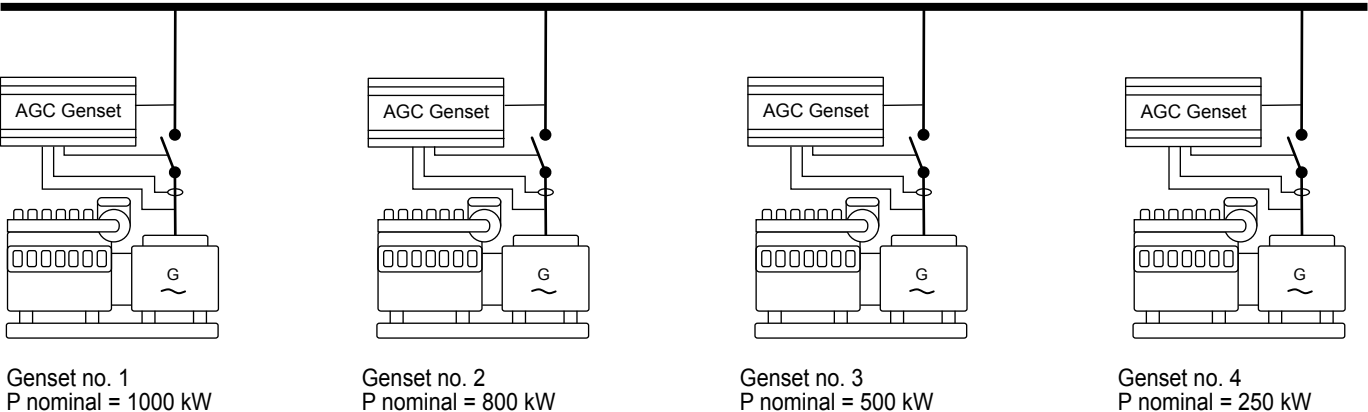 AGC Genset
AGC Genset
AGC Genset
AGC Genset
G
G
G
G
Genset no. 1
P nominal = 1000 kW
Genset no. 2
P nominal = 800 kW
Genset no. 3
P nominal = 500 kW
Genset no. 4
P nominal = 250 kW